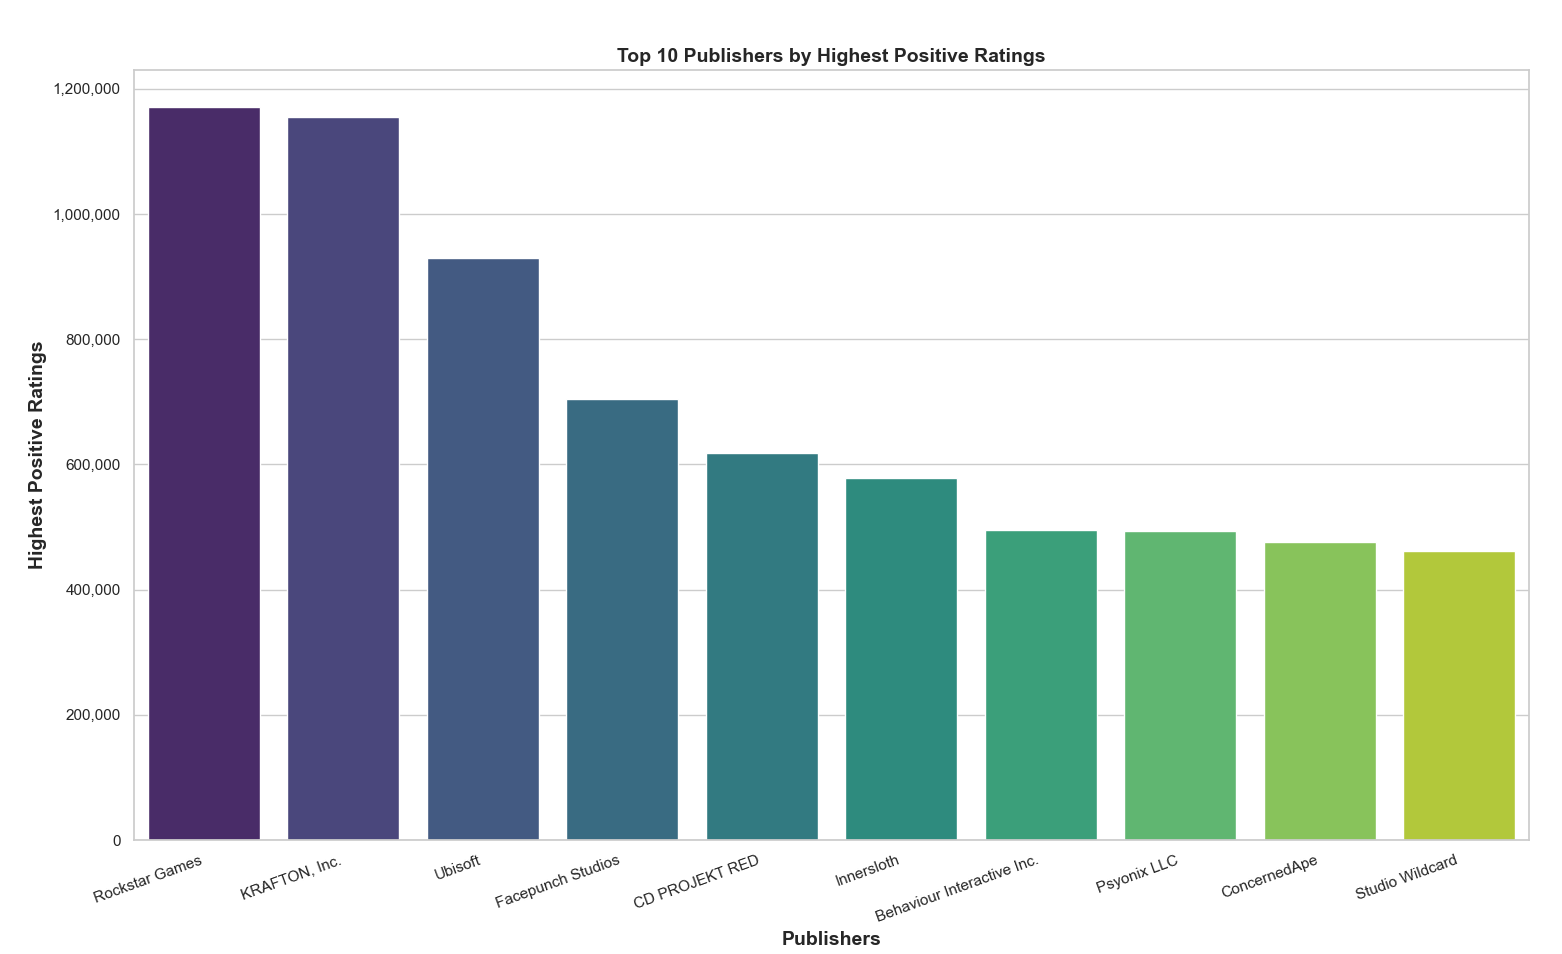 Top 10 Publishers by Highest Positive Ratings
Highest Positive Ratings
1,200,000
1,000,000
800,000
600,000
400,000
200,000
0
Rockstar Games
KRAFTON, Inc.
Ubisoft
Facepunch Studios
CD PROJEKT RED
Innersloth
Behaviour Interactive Inc.
Psyonix LLC
ConcernedApe
Studio Wildcard
Publishers